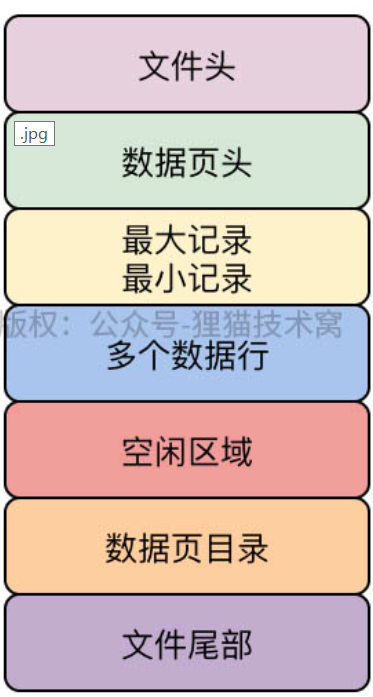 文件头
.jpg
数据页头
最大记录
最小记录
版权：公众号-狸猫技术窝
多个数据行
空闲区域
数据页目录
文件尾部